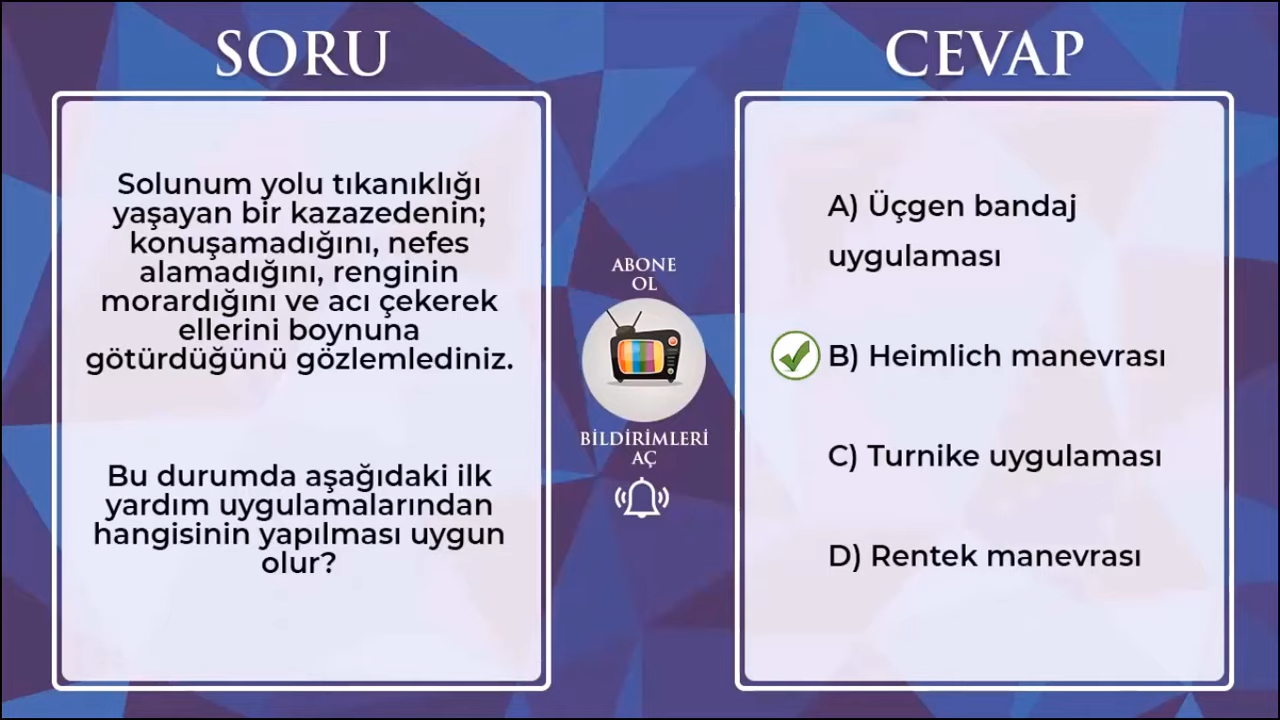 SORU
Solunum yolu tıkanıklığı
yaşayan bir kazazedenin;
konuşamadığını, nefes
alamadığını, renginin
morardığını ve acı çekerek
ellerini boynuna
götürdüğünü gözlemlediniz.
Bu durumda aşağıdaki ilk
yardım uygulamalarından
hangisinin yapılması uygun
olur?
ABONE
OL
BİLDİRİMLERİ
AÇ
CEVAP
A) Üçgen bandaj
uygulaması
B) Heimlich manevrası
C) Turnike uygulaması
D) Rentek manevrası